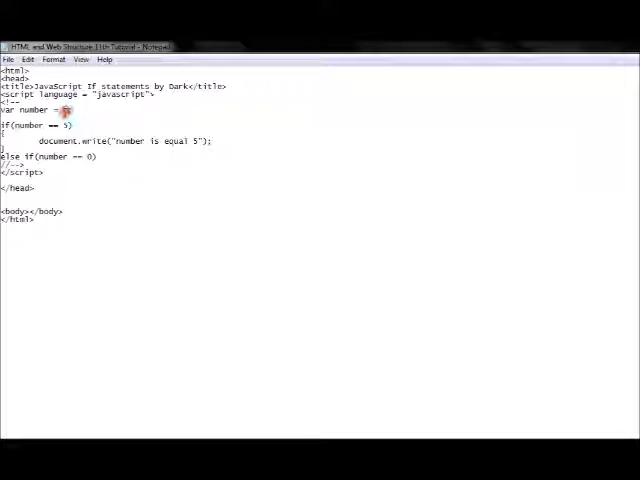 HTML and Web Structure 11th Tutorial - Notepad
File Edit Format View Help
<html>
<head>
<title>JavaScript If statements by Dark</title>
<script language = "javascript">
<!--
var number =
if(number == 5)
{
document.write("number is equal 5");
}
else if(number == 0)
//-->
</script>
</head>
<body></body>
</html>